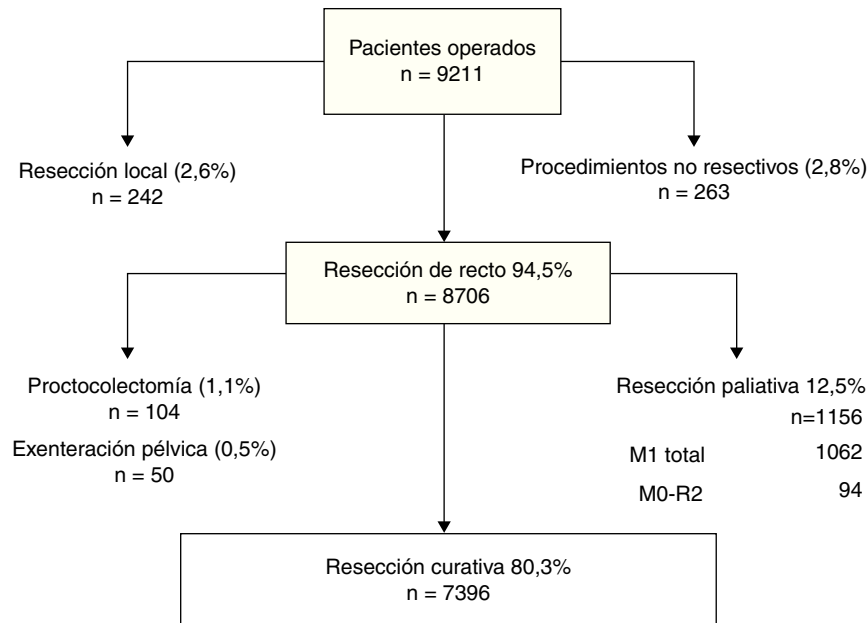 Pacientes operados
n = 9211
Resección local (2,6%)
n = 242
Procedimientos no resectivos (2,8%)
n = 263
Resección de recto 94,5%
n = 8706
Proctocolectomía (1,1%)
n = 104
Exenteración pélvica (0,5%)
n = 50
Resección paliativa 12,5%
n=1156
M1 total 1062
M0-R2 94
Resección curativa 80,3%
n = 7396